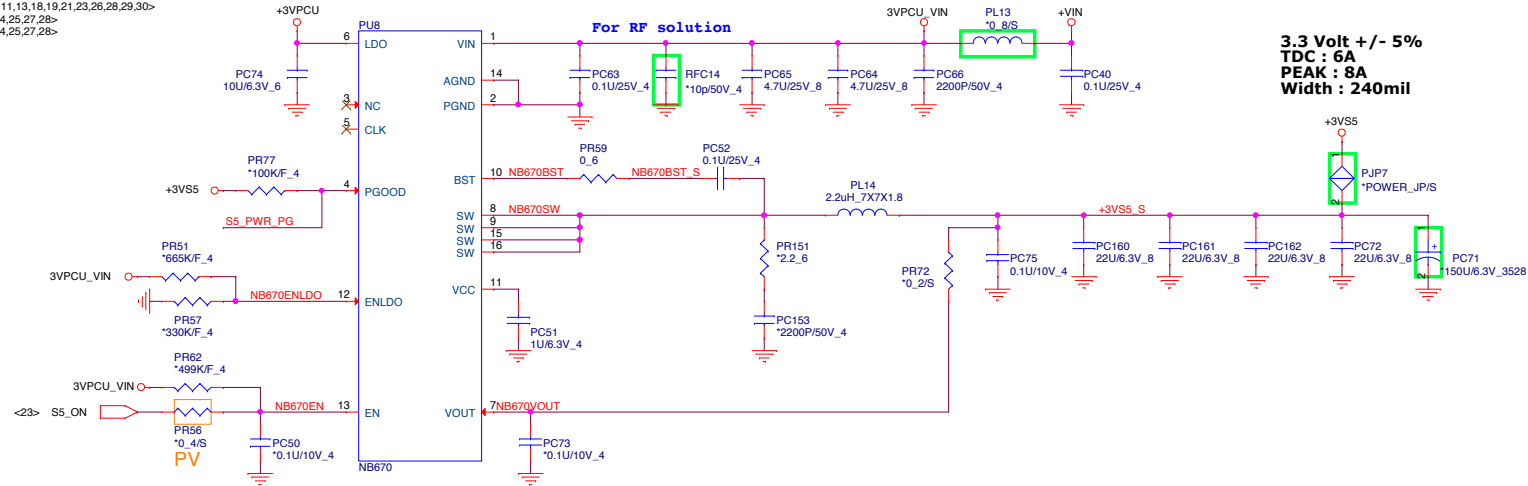 11,13,18,19,21,23,26,28,29,30>
4,25,27,28>
4,25,27,28>
+3VPCU
PU8
For RF solution
3VPCU_VIN
PL13
*0_8/S
+VIN
3.3 Volt +/- 5%
TDC : 6A
PEAK : 8A
Width : 240mil
6 LDO
VIN 1
PC74
10U/6.3V_6
AGND 14
PC63
0.1U/25V_4
RFC14
*10p/50V_4
PC65
4.7U/25V_8
PC64
4.7U/25V_8
PC66
2200P/50V_4
PC40
0.1U/25V_4
3 NC
PGND 2
5 CLK
+3VS5
1
PJP7
*POWER_JP/S
2
PR77
*100K/F_4
+3VS5
4 PGOOD
S5_PWR_PG
PR59
0_6
PC52
0.1U/25V_4
BST 10 NB670BST
NB670BST_S
PL14
2.2uH_7X7X1.8
SW 8 NB670SW
SW 9
SW 15
SW 16
+3VS5_S
PR151
*2.2_6
PR72
*0_2/S
PC75
0.1U/10V_4
PC160
22U/6.3V_8
PC161
22U/6.3V_8
PC162
22U/6.3V_8
PC72
22U/6.3V_8
1
+
2
PC71
*150U/6.3V_3528
PR51
*665K/F_4
3VPCU_VIN
NB670ENLDO 12 ENLDO
PR57
*330K/F_4
VCC 11
PC51
1U/6.3V_4
PC153
*2200P/50V_4
PR62
*499K/F_4
3VPCU_VIN
<23> S5_ON
NB670EN 13 EN
VOUT 7 NB670VOUT
PR56
*0_4/S
PV
PC50
*0.1U/10V_4
PC73
*0.1U/10V_4
NB670